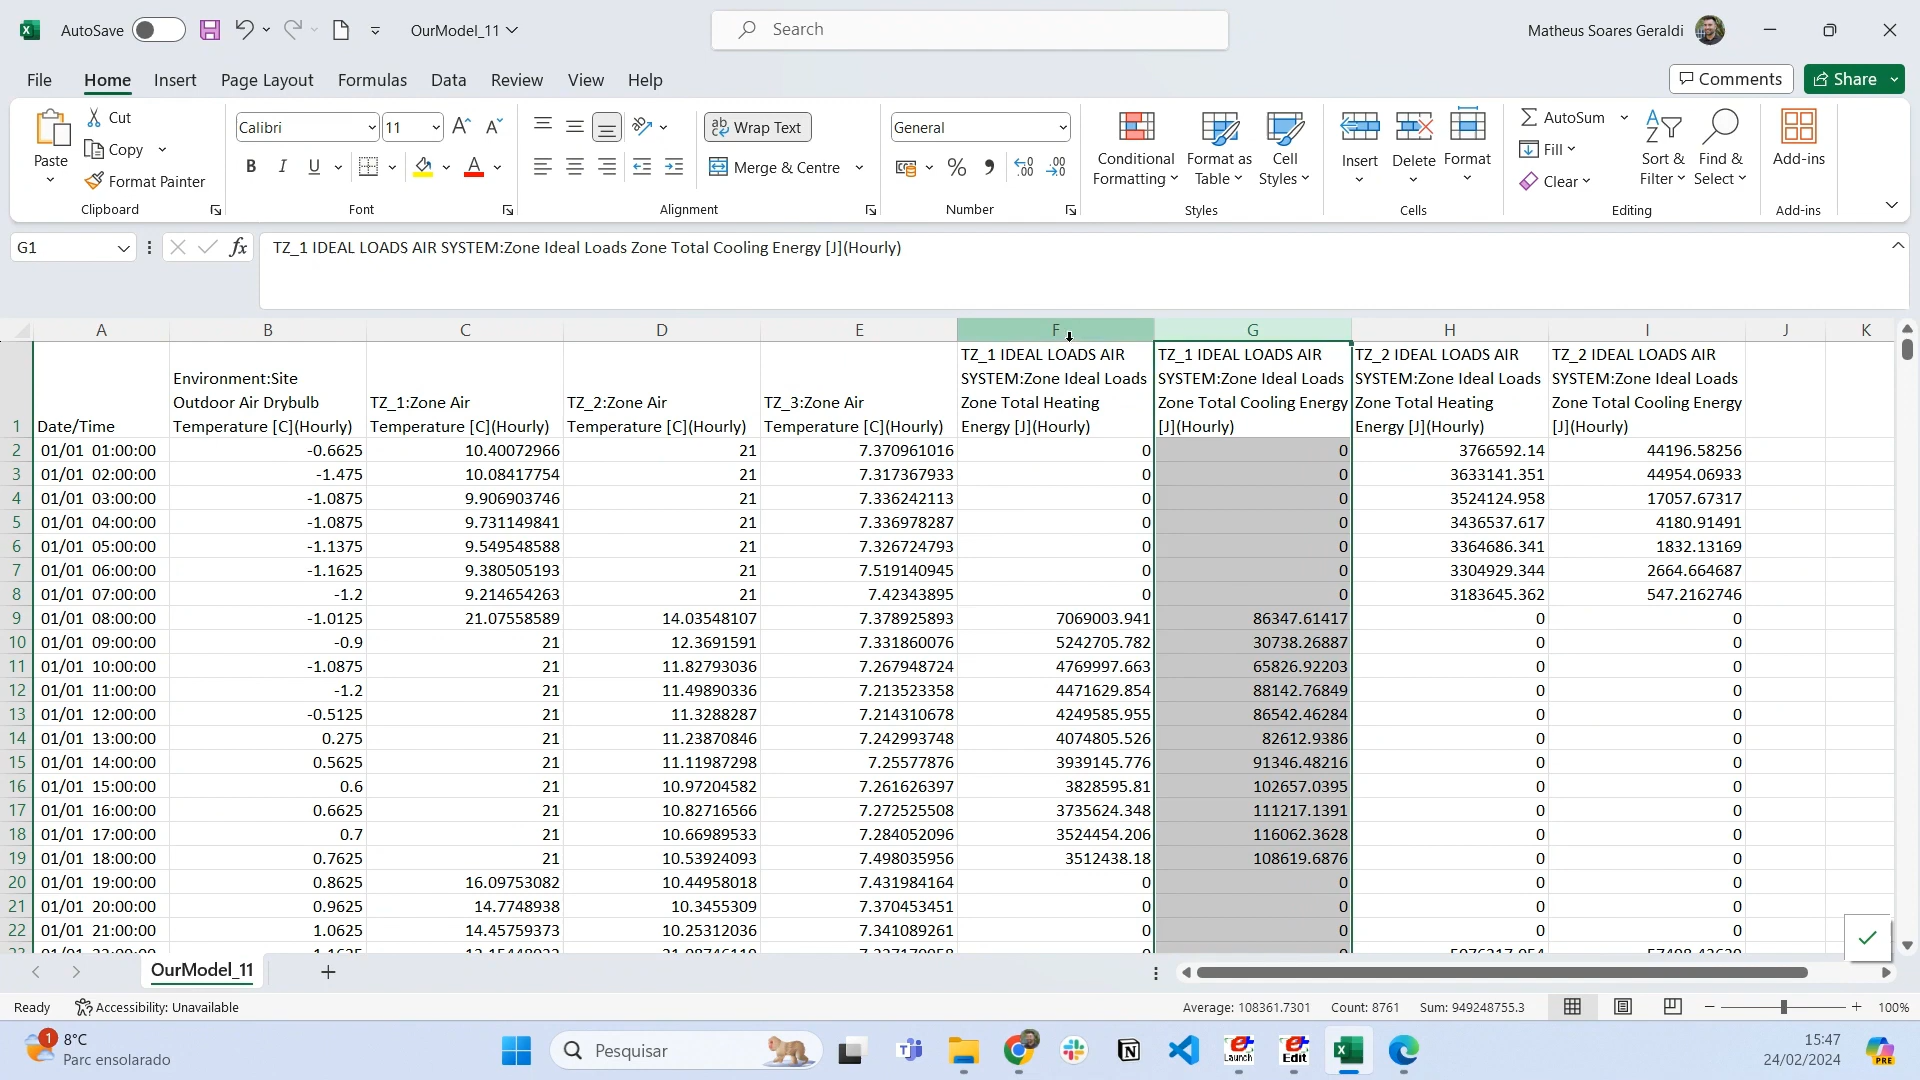 AutoSave OurModel_11 Search Matheus Soares Geraldi
File Home Insert Page Layout Formulas Data Review View Help Comments Share
Paste Cut Copy Format Painter Clipboard
Calibri 11 B I U A Font
Wrap Text Merge & Centre Alignment
General % Number
Conditional Formatting Format as Table Cell Styles Styles
Insert Delete Format Cells
AutoSum Fill Clear Sort & Filter Find & Select Editing
Add-ins Add-ins
G1 fx TZ_1 IDEAL LOADS AIR SYSTEM:Zone Ideal Loads Zone Total Cooling Energy [J](Hourly)
A B C D E F G H I J K
1 Date/Time Environment:Site Outdoor Air Drybulb Temperature [C](Hourly) TZ_1:Zone Air Temperature [C](Hourly) TZ_2:Zone Air Temperature [C](Hourly) TZ_3:Zone Air Temperature [C](Hourly) TZ_1 IDEAL LOADS AIR SYSTEM:Zone Ideal Loads Zone Total Heating Energy [J](Hourly) TZ_1 IDEAL LOADS AIR SYSTEM:Zone Ideal Loads Zone Total Cooling Energy [J](Hourly) TZ_2 IDEAL LOADS AIR SYSTEM:Zone Ideal Loads Zone Total Heating Energy [J](Hourly) TZ_2 IDEAL LOADS AIR SYSTEM:Zone Ideal Loads Zone Total Cooling Energy [J](Hourly)
2 01/01 01:00:00 -0.6625 10.40072966 21 7.370961016 0 0 3766592.14 44196.58256
3 01/01 02:00:00 -1.475 10.08417754 21 7.317367933 0 0 3633141.351 44954.06933
4 01/01 03:00:00 -1.0875 9.906903746 21 7.336242113 0 0 3524124.958 17057.67317
5 01/01 04:00:00 -1.0875 9.731149841 21 7.336978287 0 0 3436537.617 4180.91491
6 01/01 05:00:00 -1.1375 9.549548588 21 7.326724793 0 0 3364686.341 1832.13169
7 01/01 06:00:00 -1.1625 9.380505193 21 7.519140945 0 0 3304929.344 2664.664687
8 01/01 07:00:00 -1.2 9.214654263 21 7.42343895 0 0 3183645.362 547.2162746
9 01/01 08:00:00 -1.0125 21.07558589 14.03548107 7.378925893 7069003.941 86347.61417 0 0
10 01/01 09:00:00 -0.9 21 12.3691591 7.331860076 5242705.782 30738.26887 0 0
11 01/01 10:00:00 -1.0875 21 11.82793036 7.267948724 4769997.663 65826.92203 0 0
12 01/01 11:00:00 -1.2 21 11.49890336 7.213523358 4471629.854 88142.76849 0 0
13 01/01 12:00:00 -0.5125 21 11.3288287 7.214310678 4249585.955 86542.46284 0 0
14 01/01 13:00:00 0.275 21 11.23870846 7.242993748 4074805.526 82612.9386 0 0
15 01/01 14:00:00 0.5625 21 11.11987298 7.25577876 3939145.776 91346.48216 0 0
16 01/01 15:00:00 0.6 21 10.97204582 7.261626397 3828595.81 102657.0395 0 0
17 01/01 16:00:00 0.6625 21 10.82716566 7.272525508 3735624.348 111217.1391 0 0
18 01/01 17:00:00 0.7 21 10.66989533 7.284052096 3524454.206 116062.3628 0 0
19 01/01 18:00:00 0.7625 21 10.53924093 7.498035956 3512438.18 108619.6876 0 0
20 01/01 19:00:00 0.8625 16.09753082 10.44958018 7.431984164 0 0 0 0
21 01/01 20:00:00 0.9625 14.7748938 10.3455309 7.370453451 0 0 0 0
22 01/01 21:00:00 1.0625 14.45759373 10.25312036 7.341089261 0 0 0 0
OurModel_11
Ready Accessibility: Unavailable Average: 108361.7301 Count: 8761 Sum: 949248755.3 100%
1 8°C Parc ensolarado Pesquisar Launch Edit PRE 15:47
24/02/2024